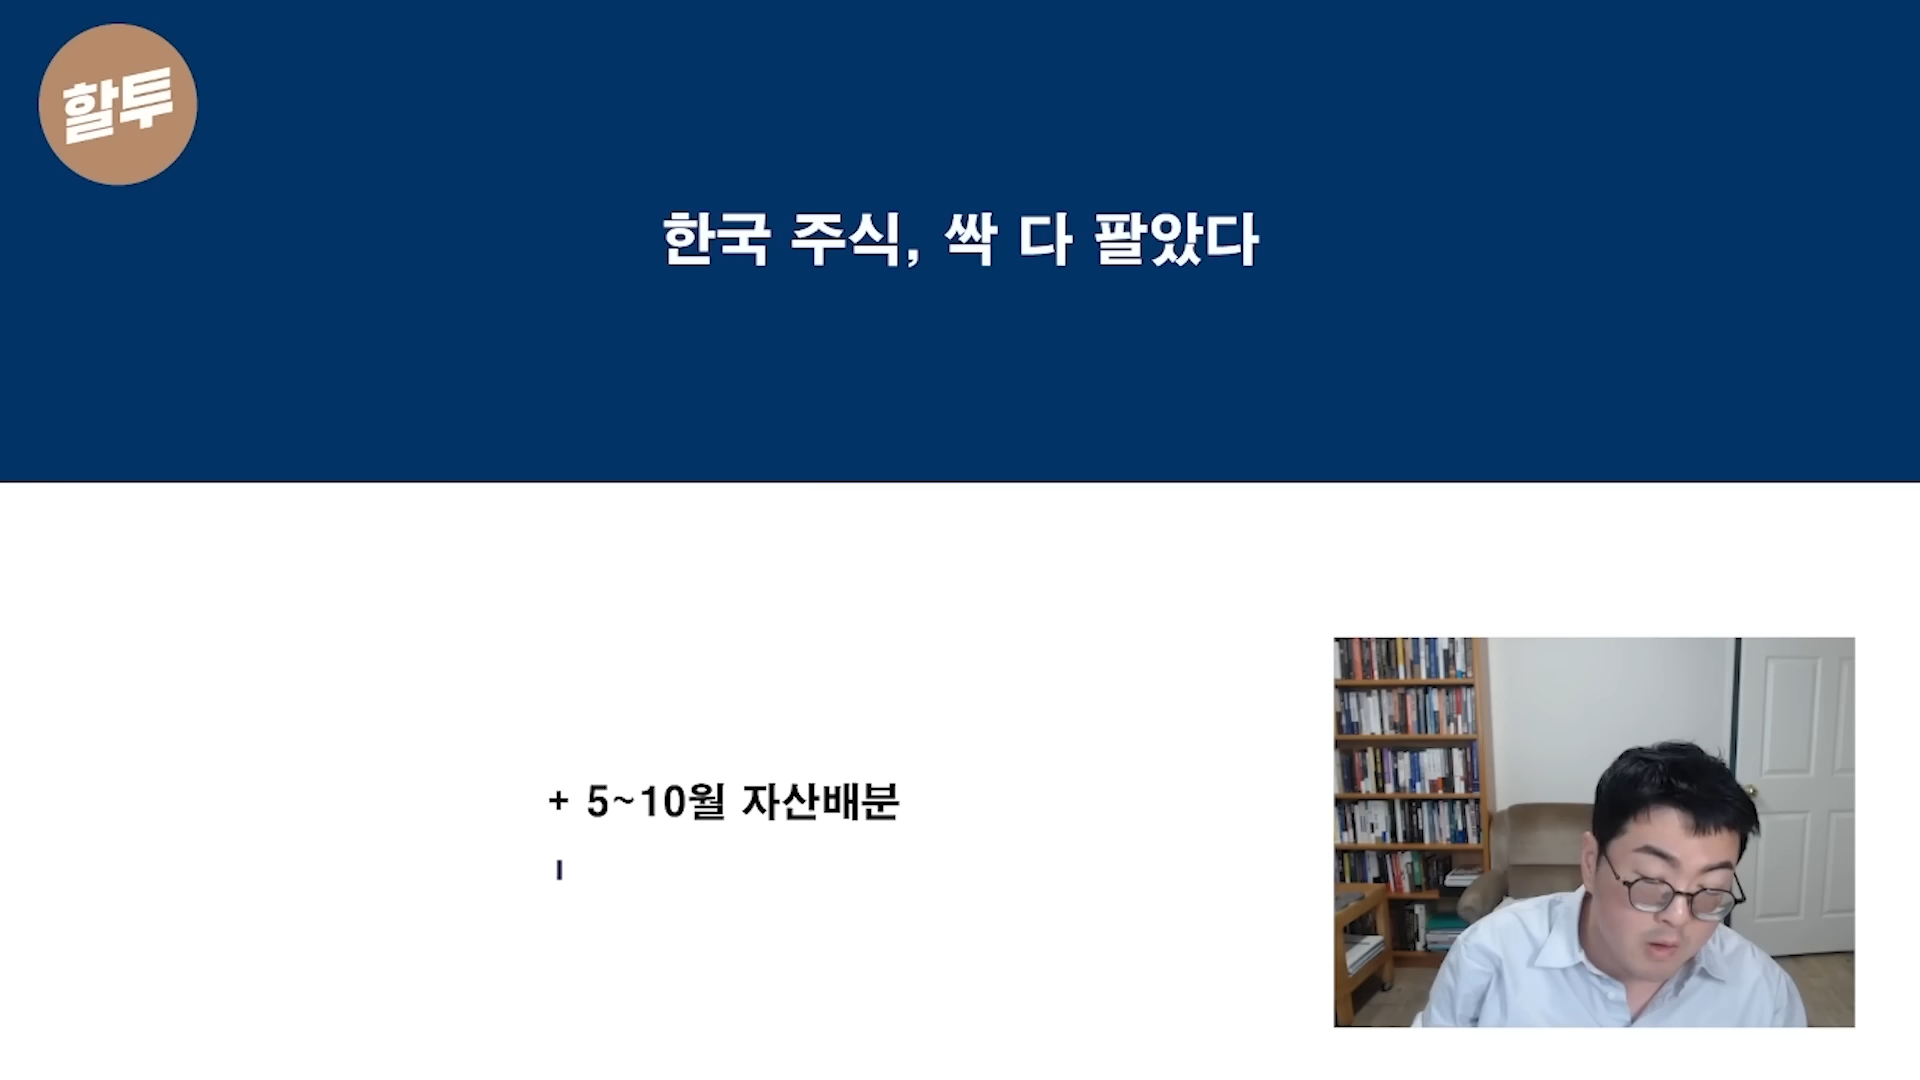 할투
한국 주식, 싹 다 팔았다
+ 5~10월 자산배분